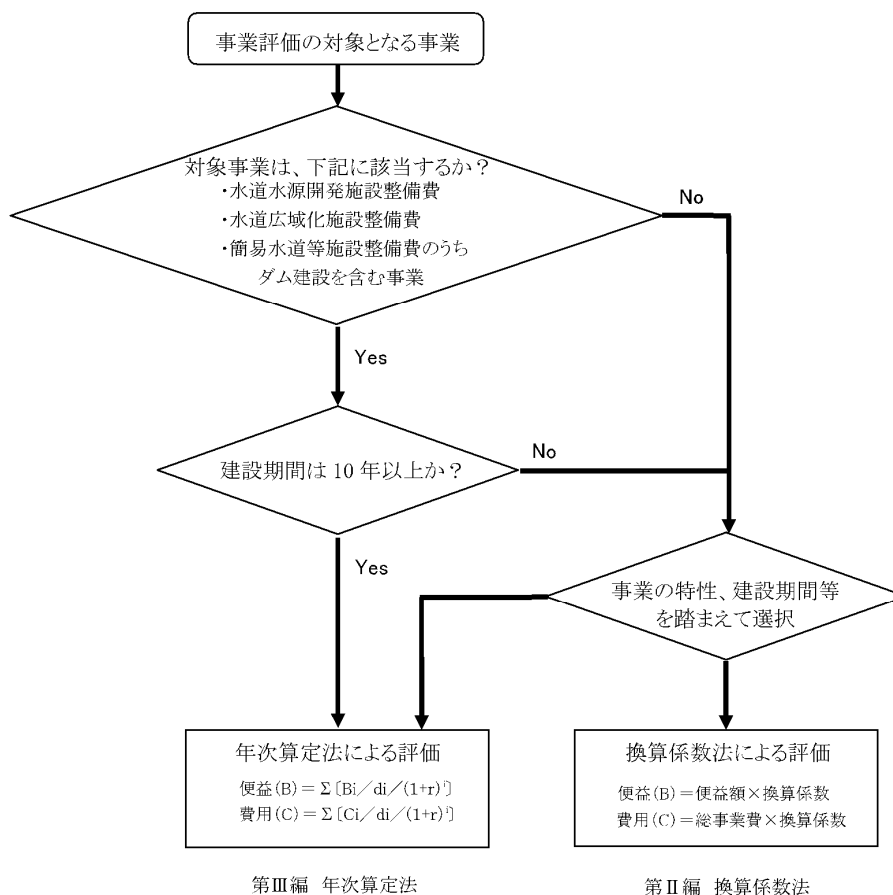 事業評価の対象となる事業
対象事業は、下記に該当するか？
・水道水源開発施設整備費
・水道広域化施設整備費
・簡易水道等施設整備費のうち
ダム建設を含む事業
No
Yes
建設期間は 10 年以上か？
No
Yes
事業の特性、建設期間等
を踏まえて選択
年次算定法による評価
便益(B)＝Σ〔Bi／di／(1+r)ⁱ〕
費用(C)＝Σ〔Ci／di／(1+r)ⁱ〕
換算係数法による評価
便益(B)＝便益額×換算係数
費用(C)＝総事業費×換算係数
第Ⅲ編 年次算定法
第Ⅱ編 換算係数法